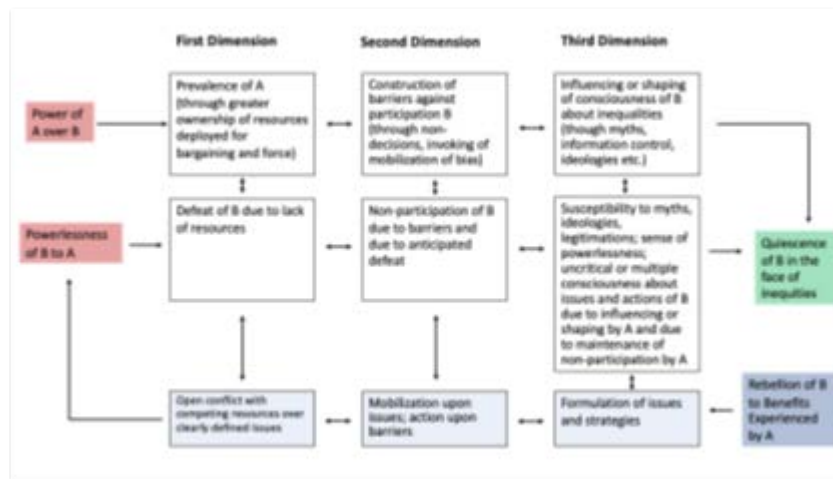 First Dimension
Second Dimension
Third Dimension
Power of
A over B
Prevalence of A
(through greater
ownership of resources
deployed for
bargaining and force)
Construction of
barriers against
participation B
(through non-
decisions, invoking of
mobilization of bias)
Influencing or shaping
of consciousness of B
about inequalities
(though myths,
information control,
ideologies etc.)
Powerlessness
of B to A
Defeat of B due to lack
of resources
Non-participation of B
due to barriers and
due to anticipated
defeat
Susceptibility to myths,
ideologies,
legitimations; sense of
powerlessness;
uncritical or multiple
consciousness about
issues and actions of B
due to influencing or
shaping by A and due
to maintenance of
non-participation by A
Quiescence
of B in the
face of
inequities
Open conflict with
competing resources over
clearly defined issues
Mobilization upon
issues; action upon
barriers
Formulation of issues
and strategies
Rebellion of B
to Benefits
Experienced
by A